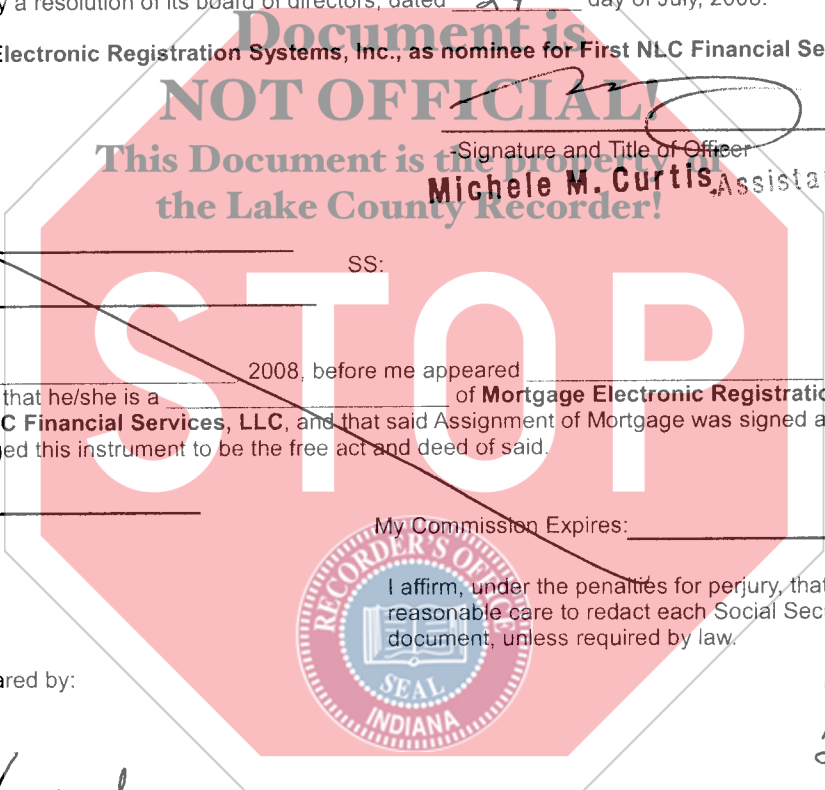 a resolution of its board of directors, dated 29 day of July, 2008.
Document is
Electronic Registration Systems, Inc., as nominee for First NLC Financial Se
NOT OFFICIAL!
-Signature and Title of Officer
This Document is the property of
Michele M. Curtis, Assista
the Lake County Recorder!
SS:
STOP
2008, before me appeared
that he/she is a of Mortgage Electronic Registratio
C Financial Services, LLC, and that said Assignment of Mortgage was signed a
ed this instrument to be the free act and deed of said.
My Commission Expires:
RECORDER'S OFFICE
I affirm, under the penalties for perjury, that
reasonable care to redact each Social Secu
document, unless required by law.
ared by:
SEAL
INDIANA